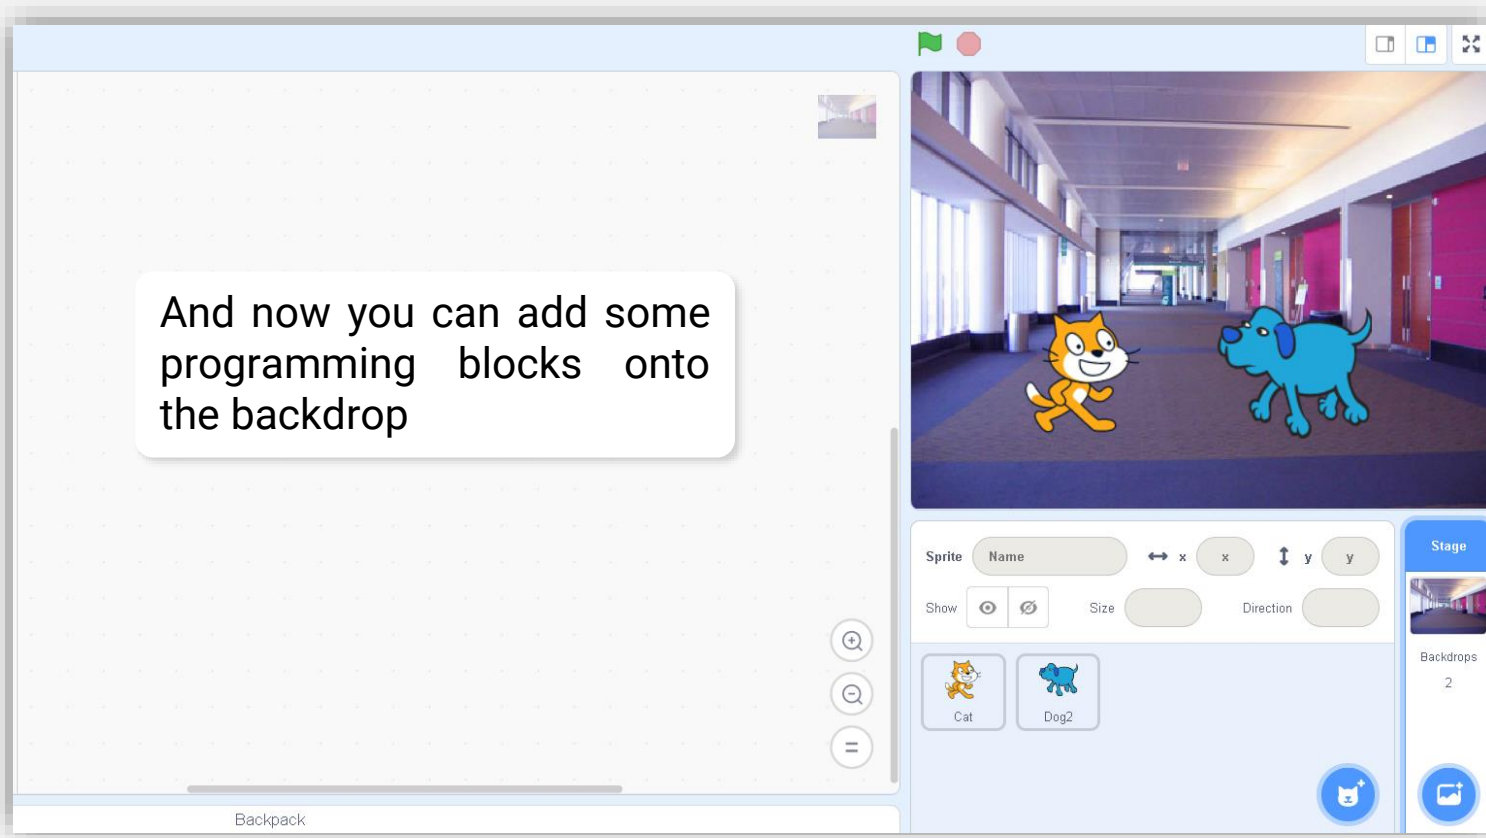 And now you can add some
programming blocks onto
the backdrop
Sprite Name x x y y
Stage
Show Size Direction
Backdrops
2
Cat Dog2
Backpack